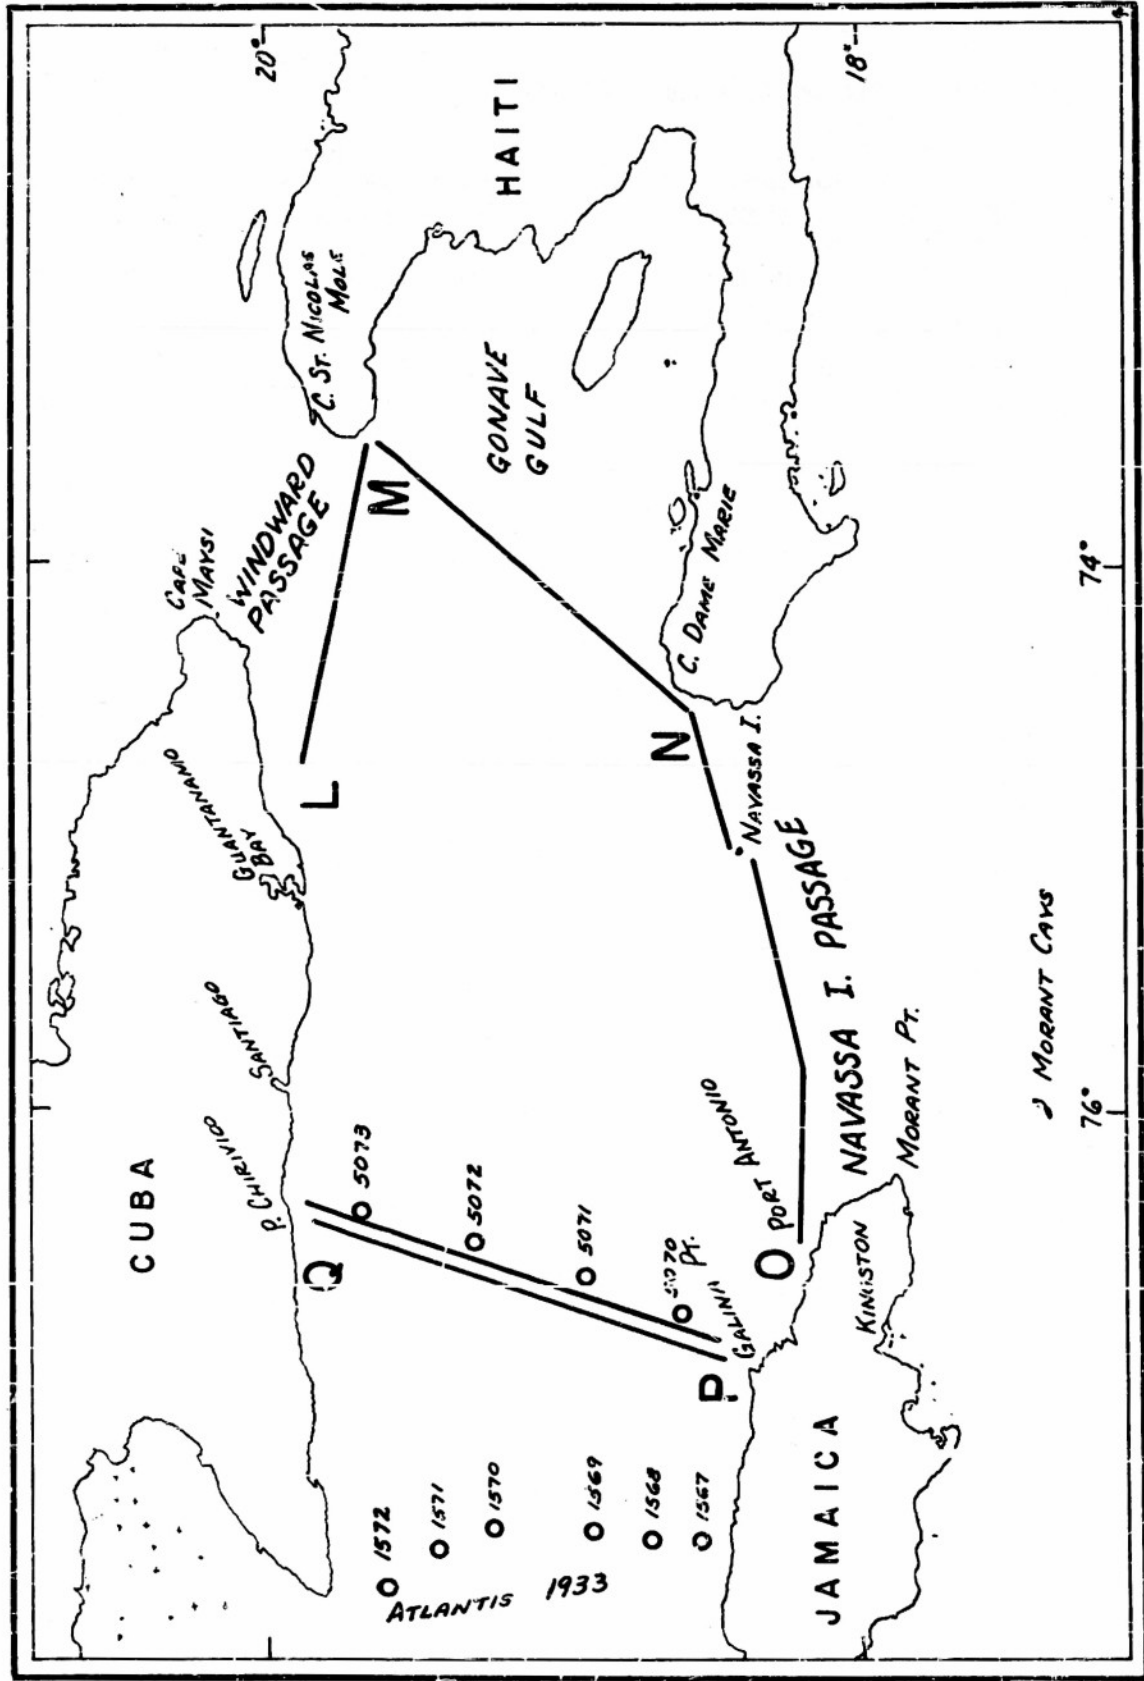 20°
18°
74°
76°
CUBA
HAITI
JAMAICA
C. ST. NICOLAS
MOLE
WINDWARD
PASSAGE
CAPE
MAYSI
GONAVE
GULF
C. DAME MARIE
GUANTANAMO
BAY
SANTIAGO
P. CHIRIVIOO
L
M
N
O
P
Q
NAVASSA I.
NAVASSA I. PASSAGE
MORANT PT.
MORANT CAYS
PORT ANTONIO
KINGSTON
GALINA
PT.
5073
5072
5071
5070
1572
1571
1570
1569
1568
1567
ATLANTIS 1933